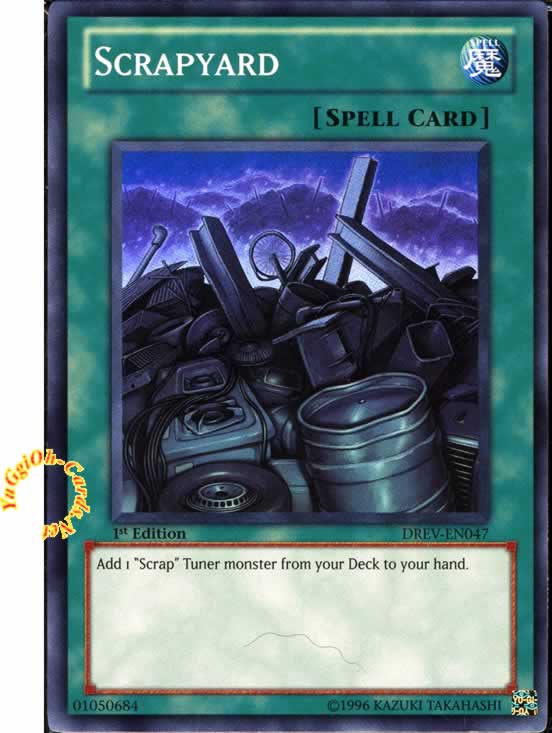 SCRAPYARD
SPELL
魔
[SPELL CARD]
YuGgiOh-Cards.Net
1st Edition
DREV-EN047
Add 1 "Scrap" Tuner monster from your Deck to your hand.
01050684
©1996 KAZUKI TAKAHASHI